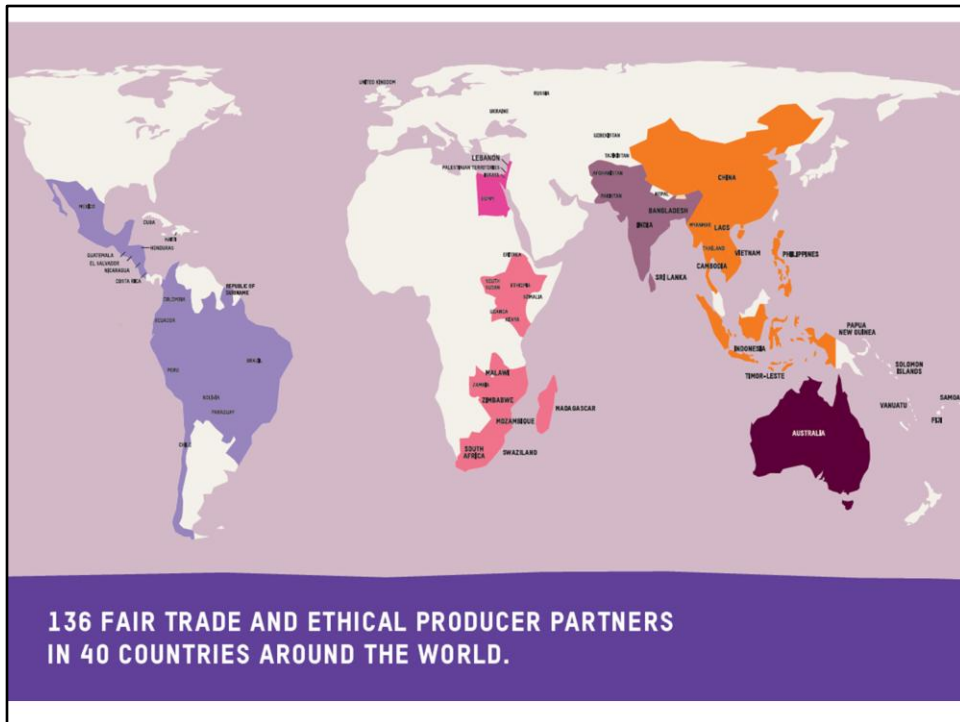 UNITED KINGDOM
RUSSIA
UKRAINE
UZBEKISTAN
TAJIKISTAN
LEBANON
PALESTINIAN TERRITORIES
ISRAEL
EGYPT
AFGHANISTAN
PAKISTAN
NEPAL
CHINA
BANGLADESH
INDIA
MYANMAR
LAOS
THAILAND
VIETNAM
CAMBODIA
PHILIPPINES
SRI LANKA
MEXICO
CUBA
HAITI
HONDURAS
GUATEMALA
EL SALVADOR
NICARAGUA
COSTA RICA
REPUBLIC OF
SURINAME
COLOMBIA
ECUADOR
BRAZIL
PERU
BOLIVIA
PARAGUAY
CHILE
ERITREA
SOUTH
SUDAN
ETHIOPIA
SOMALIA
UGANDA
KENYA
MALAWI
ZAMBIA
ZIMBABWE
MOZAMBIQUE
MADAGASCAR
SOUTH
AFRICA
SWAZILAND
INDONESIA
TIMOR-LESTE
PAPUA
NEW GUINEA
SOLOMON
ISLANDS
VANUATU
SAMOA
FIJI
AUSTRALIA
136 FAIR TRADE AND ETHICAL PRODUCER PARTNERS
IN 40 COUNTRIES AROUND THE WORLD.